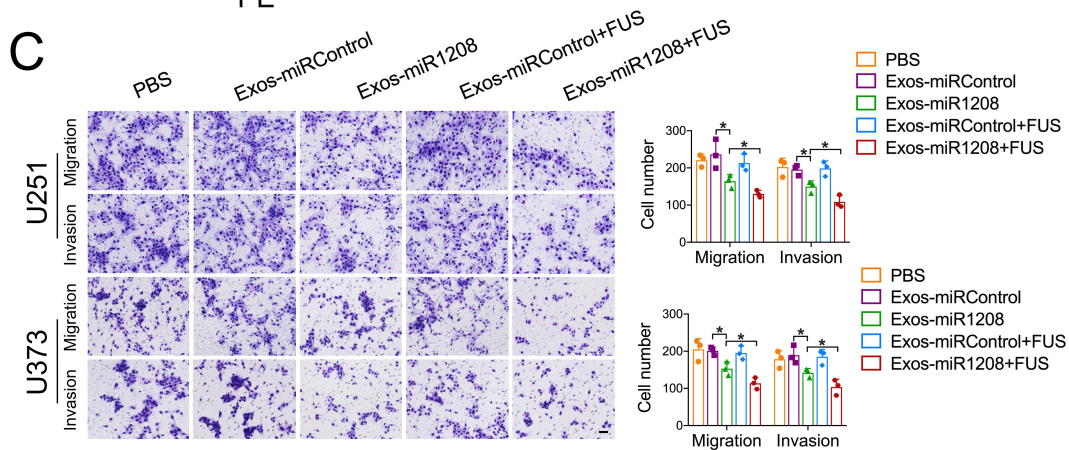 C
PBS
Exos-miRControl
Exos-miR1208
Exos-miRControl+FUS
Exos-miR1208+FUS
U251
Migration
Invasion
U373
Migration
Invasion
Cell number
300
200
100
0
* * * *
Migration Invasion
PBS
Exos-miRControl
Exos-miR1208
Exos-miRControl+FUS
Exos-miR1208+FUS
Cell number
300
200
100
0
* * * *
Migration Invasion
PBS
Exos-miRControl
Exos-miR1208
Exos-miRControl+FUS
Exos-miR1208+FUS